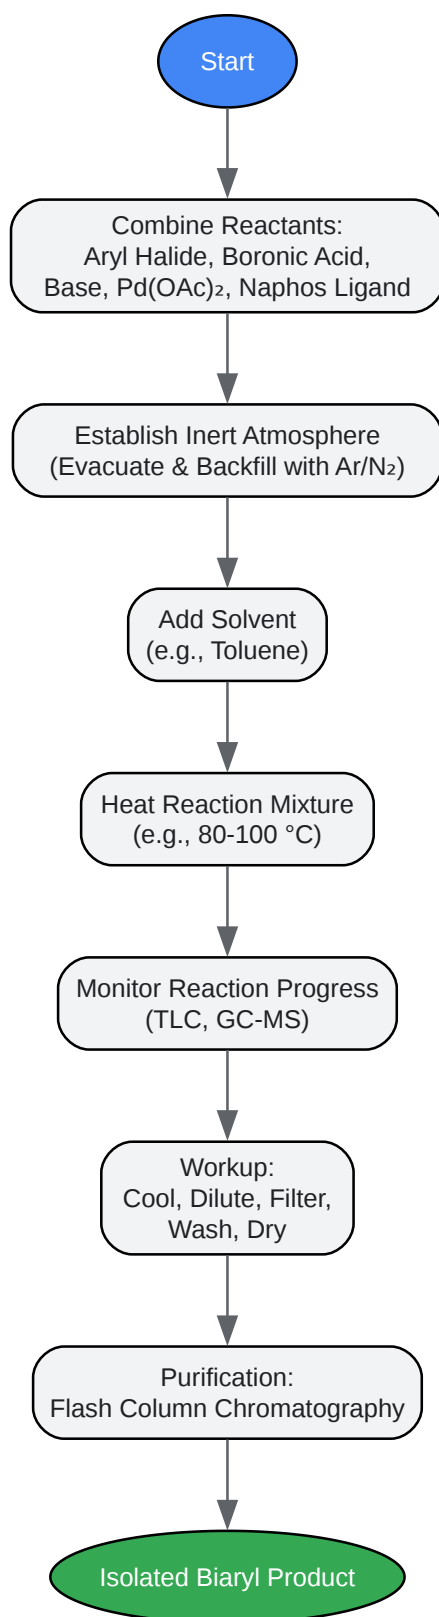 Start
Combine Reactants:
Aryl Halide, Boronic Acid,
Base, Pd(OAc)₂, Naphos Ligand
Establish Inert Atmosphere
(Evacuate & Backfill with Ar/N₂)
Add Solvent
(e.g., Toluene)
Heat Reaction Mixture
(e.g., 80-100 °C)
Monitor Reaction Progress
(TLC, GC-MS)
Workup:
Cool, Dilute, Filter,
Wash, Dry
Purification:
Flash Column Chromatography
Isolated Biaryl Product